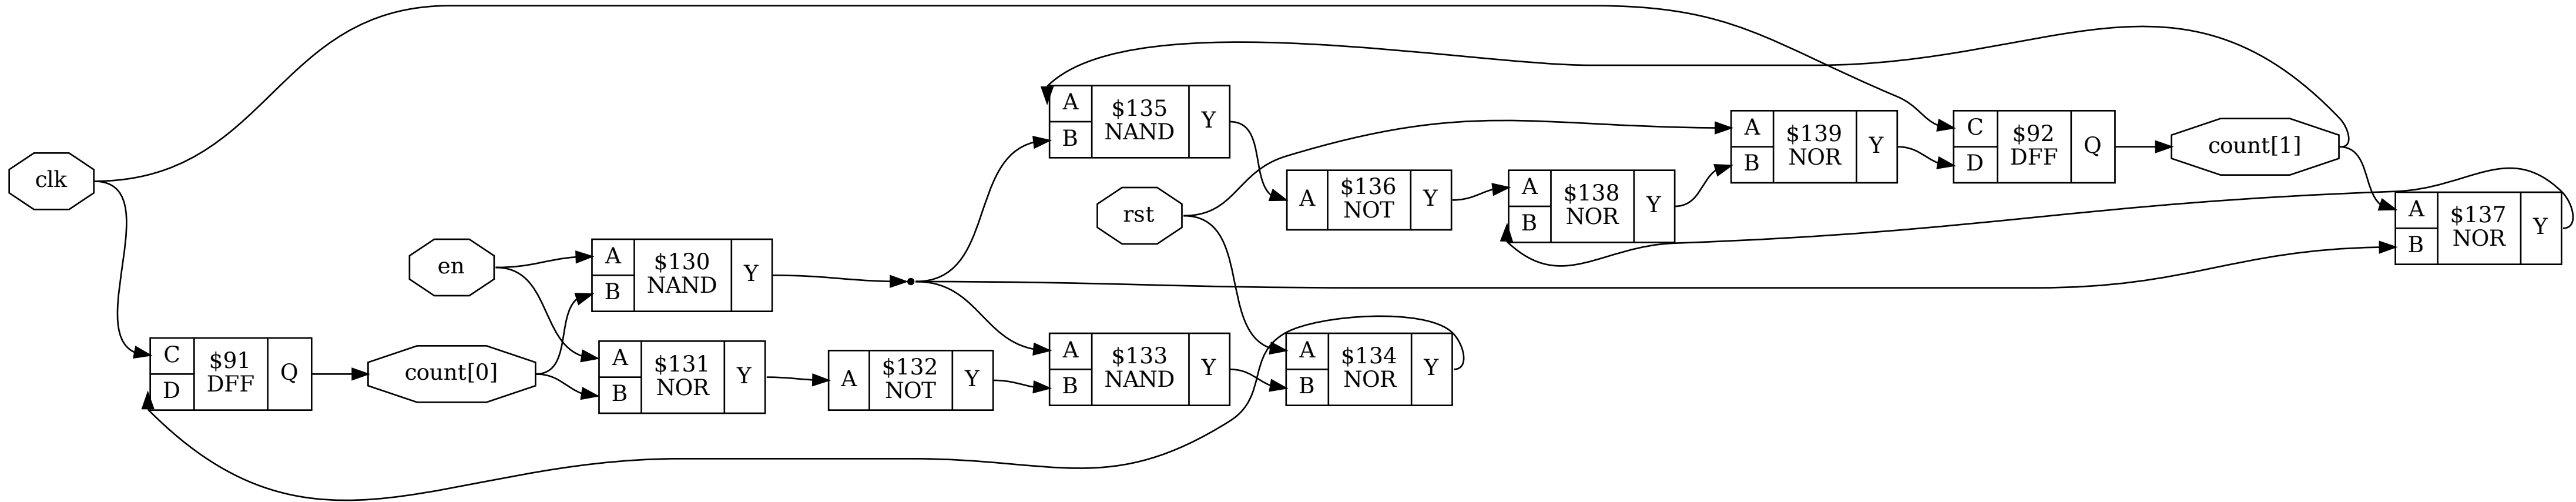 clk
en
C
D
$91
DFF
Q
count[0]
A
B
$130
NAND
Y
A
B
$131
NOR
Y
A
$132
NOT
Y
A
B
$135
NAND
Y
rst
A
B
$133
NAND
Y
A
$136
NOT
Y
A
B
$134
NOR
Y
A
B
$138
NOR
Y
A
B
$139
NOR
Y
C
D
$92
DFF
Q
count[1]
A
B
$137
NOR
Y